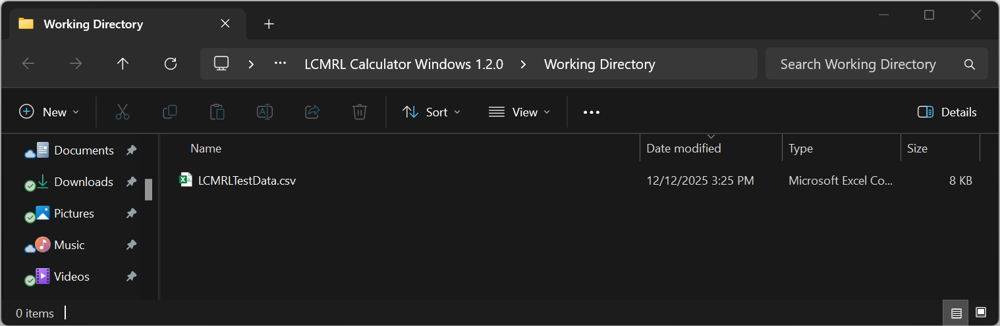 Working Directory
LCMRL Calculator Windows 1.2.0 Working Directory Search Working Directory
New Sort View Details
Name Date modified Type Size
Documents
LCMRLTestData.csv 12/12/2025 3:25 PM Microsoft Excel Co... 8 KB
Downloads
Pictures
Music
Videos
0 items